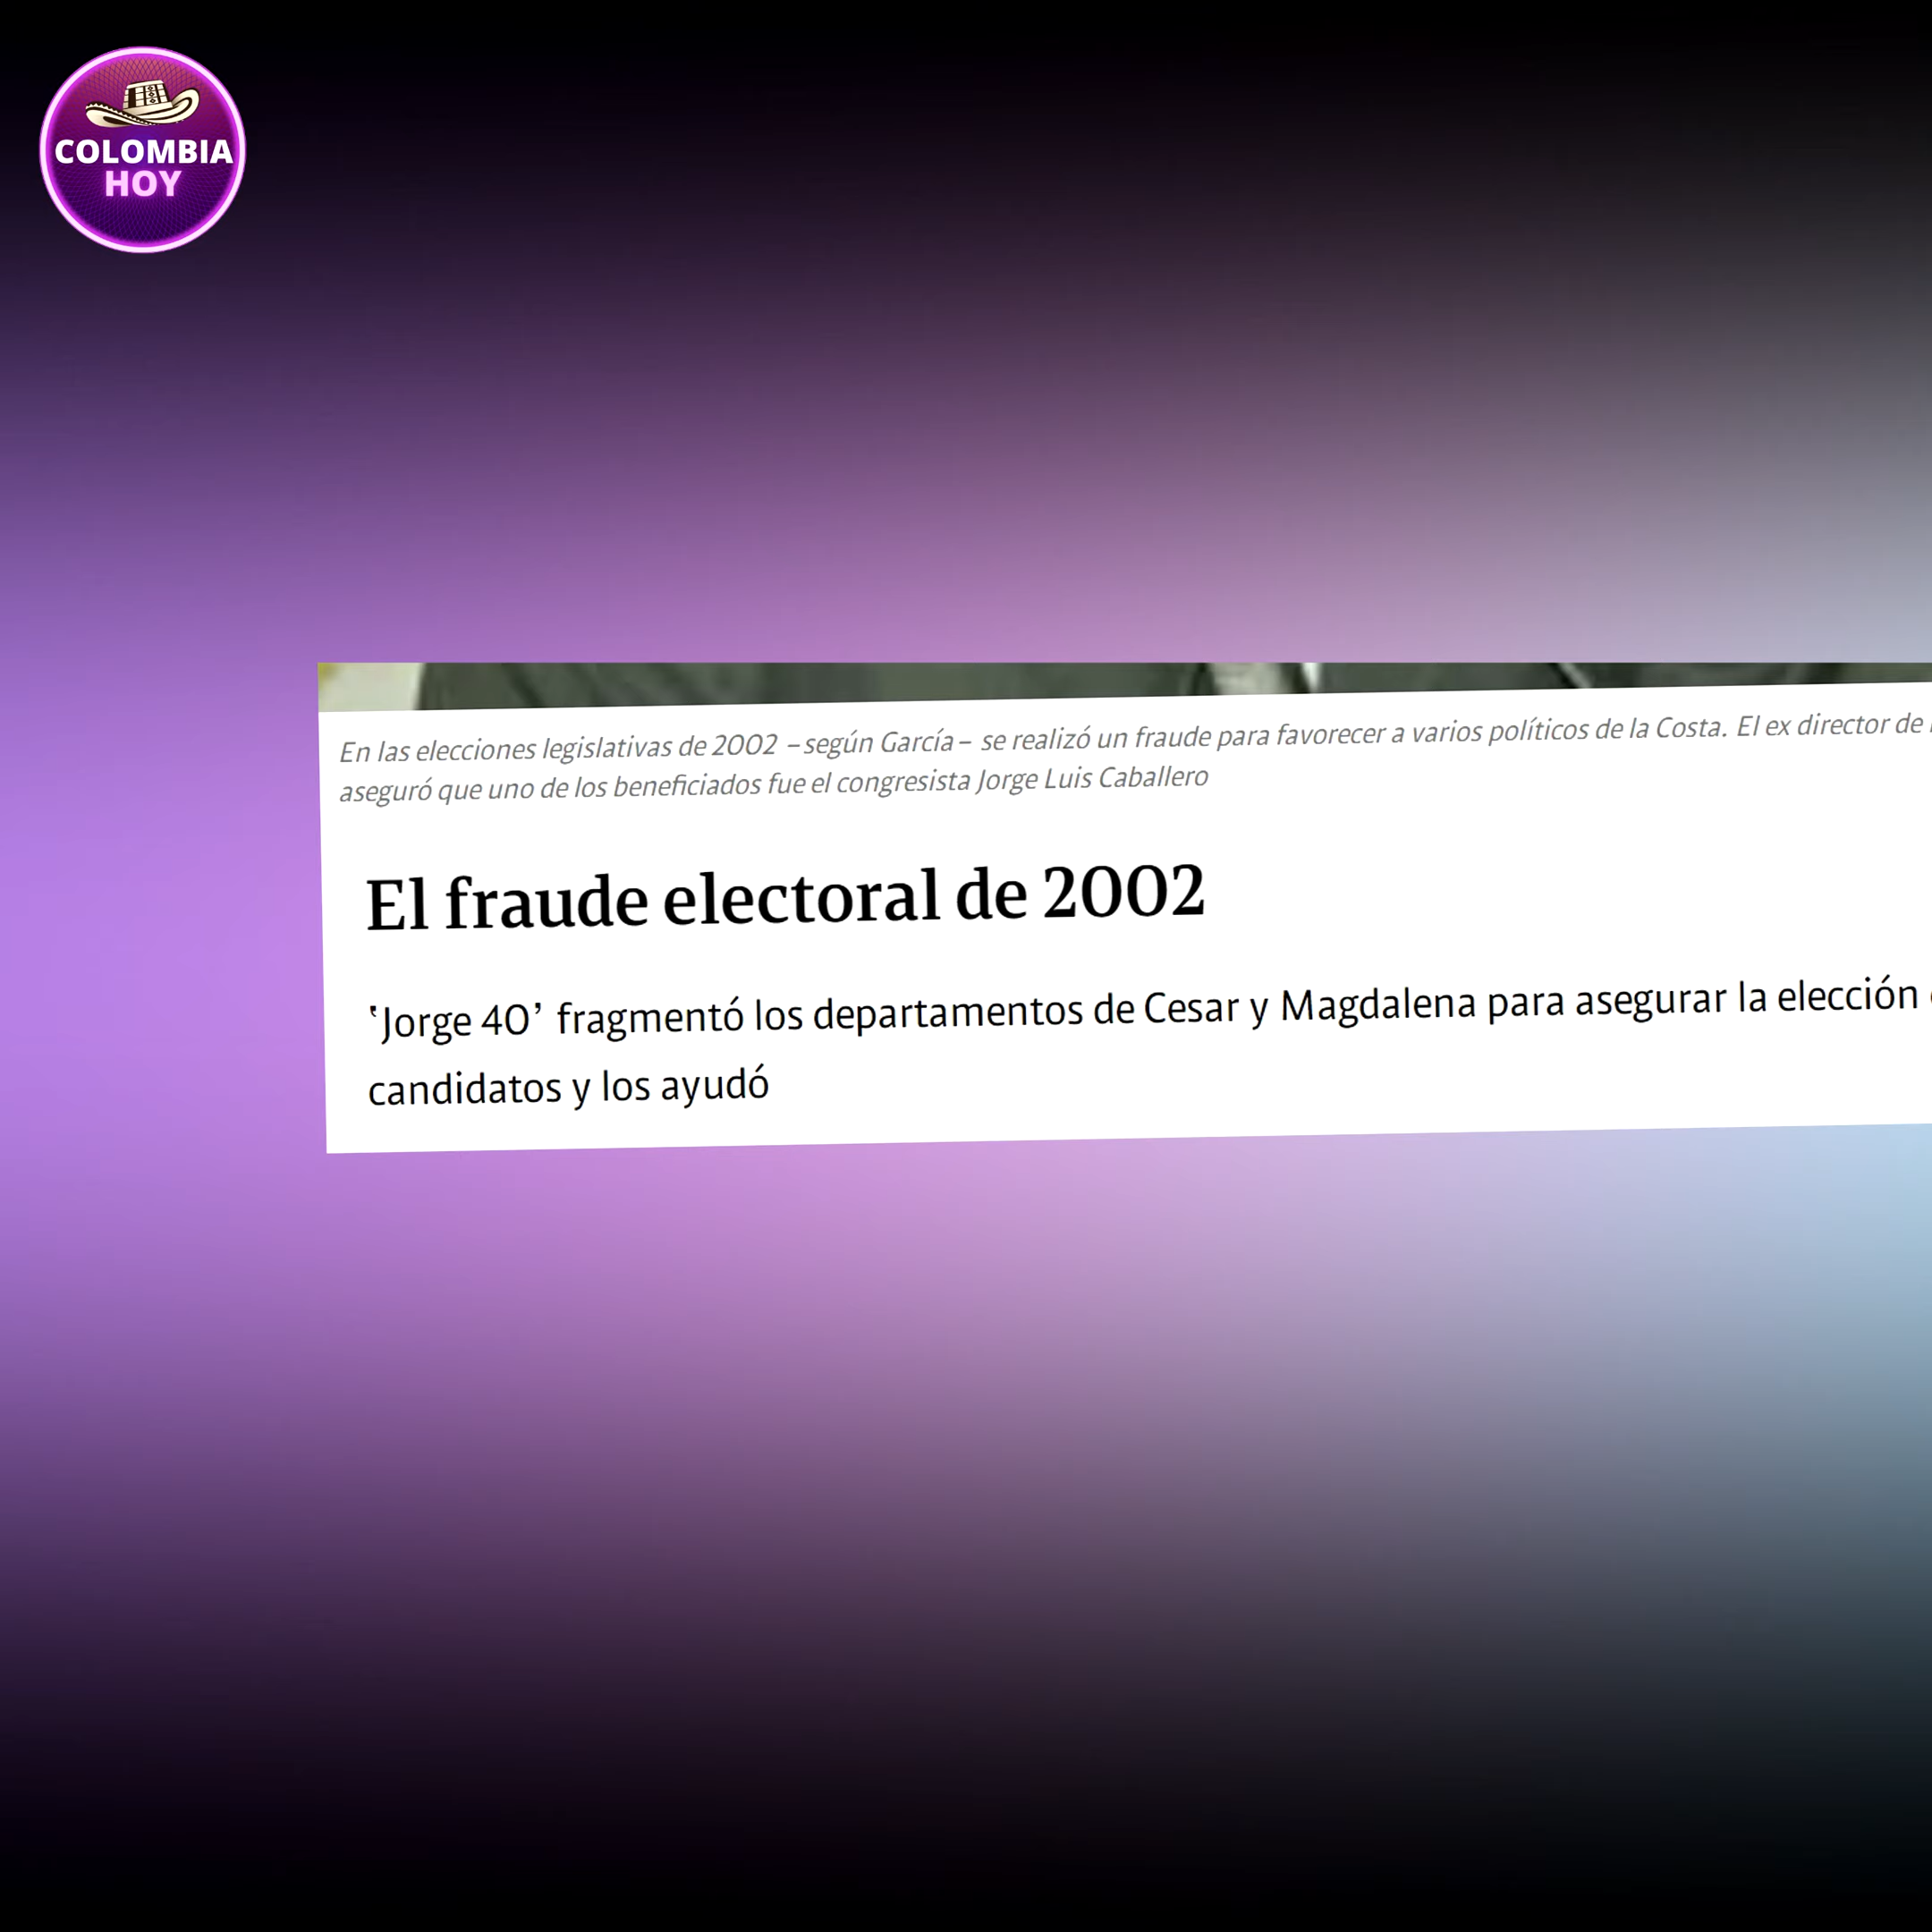 COLOMBIA
HOY
En las elecciones legislativas de 2002 –según García– se realizó un fraude para favorecer a varios políticos de la Costa. El ex director de
aseguró que uno de los beneficiados fue el congresista Jorge Luis Caballero
El fraude electoral de 2002
‛Jorge 40’ fragmentó los departamentos de Cesar y Magdalena para asegurar la elección
candidatos y los ayudó